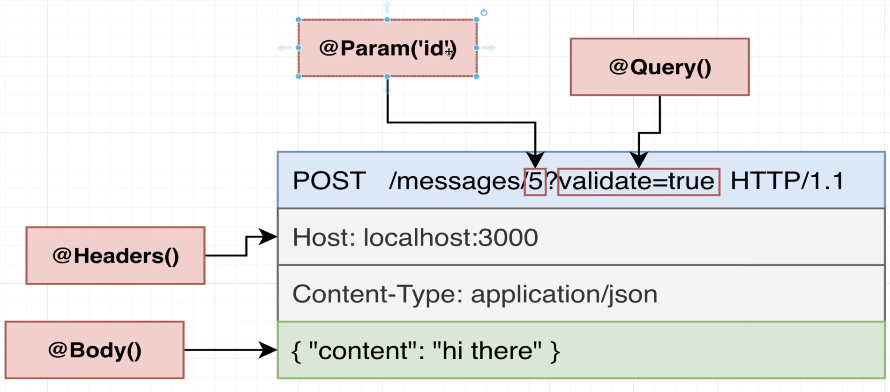 @Param('id')
@Query()
POST /messages/5?validate=true HTTP/1.1
@Headers()
Host: localhost:3000
Content-Type: application/json
@Body()
{ "content": "hi there" }